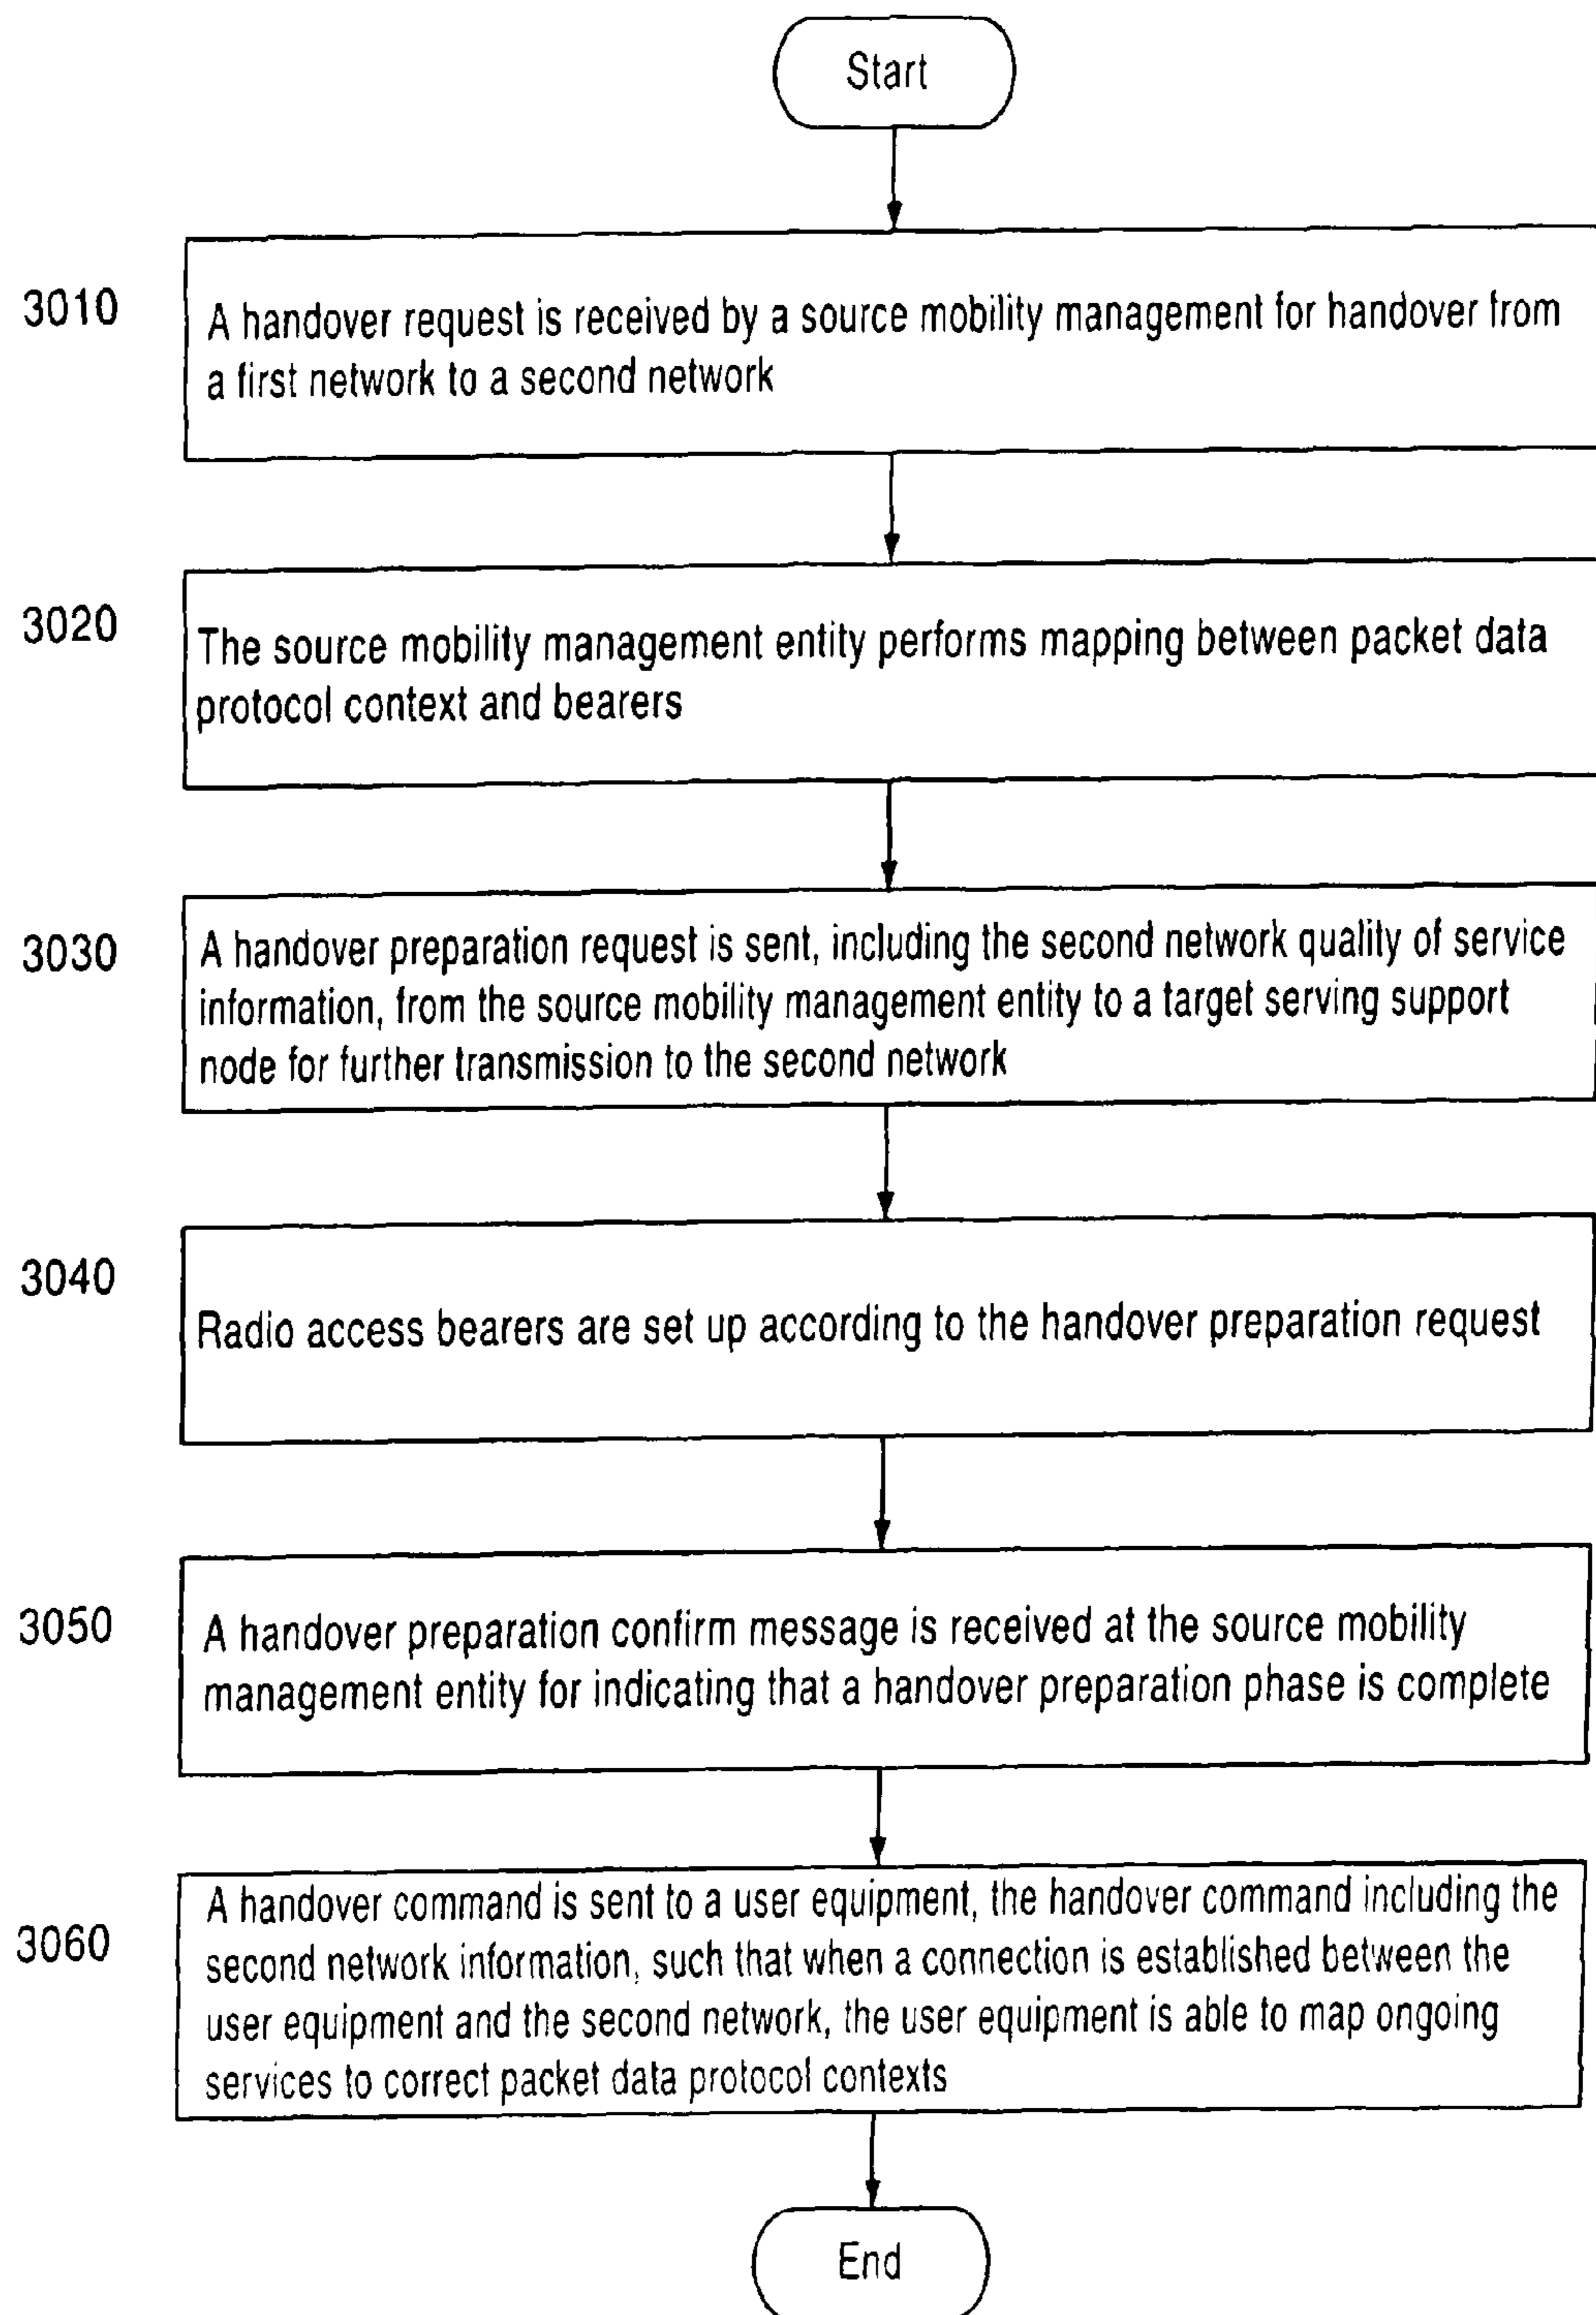 Start
3010
A handover request is received by a source mobility management for handover from
a first network to a second network
3020
The source mobility management entity performs mapping between packet data
protocol context and bearers
3030
A handover preparation request is sent, including the second network quality of service
information, from the source mobility management entity to a target serving support
node for further transmission to the second network
3040
Radio access bearers are set up according to the handover preparation request
3050
A handover preparation confirm message is received at the source mobility
management entity for indicating that a handover preparation phase is complete
3060
A handover command is sent to a user equipment, the handover command including the
second network information, such that when a connection is established between the
user equipment and the second network, the user equipment is able to map ongoing
services to correct packet data protocol contexts
End